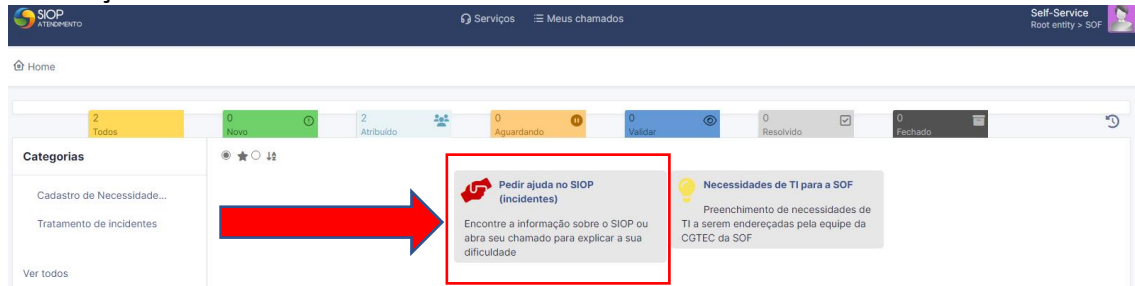 SIOP
ATENDIMENTO
Serviços
Meus chamados
Self-Service
Root entity > SOF
Home
2
Todos
0
Novo
2
Atribuído
0
Aguardando
0
Validar
0
Resolvido
0
Fechado
Categorias
Cadastro de Necessidade...
Tratamento de incidentes
Ver todos
Pedir ajuda no SIOP
(incidentes)
Encontre a informação sobre o SIOP ou
abra seu chamado para explicar a sua
dificuldade
Necessidades de TI para a SOF
Preenchimento de necessidades de
TI a serem endereçadas pela equipe da
CGTEC da SOF